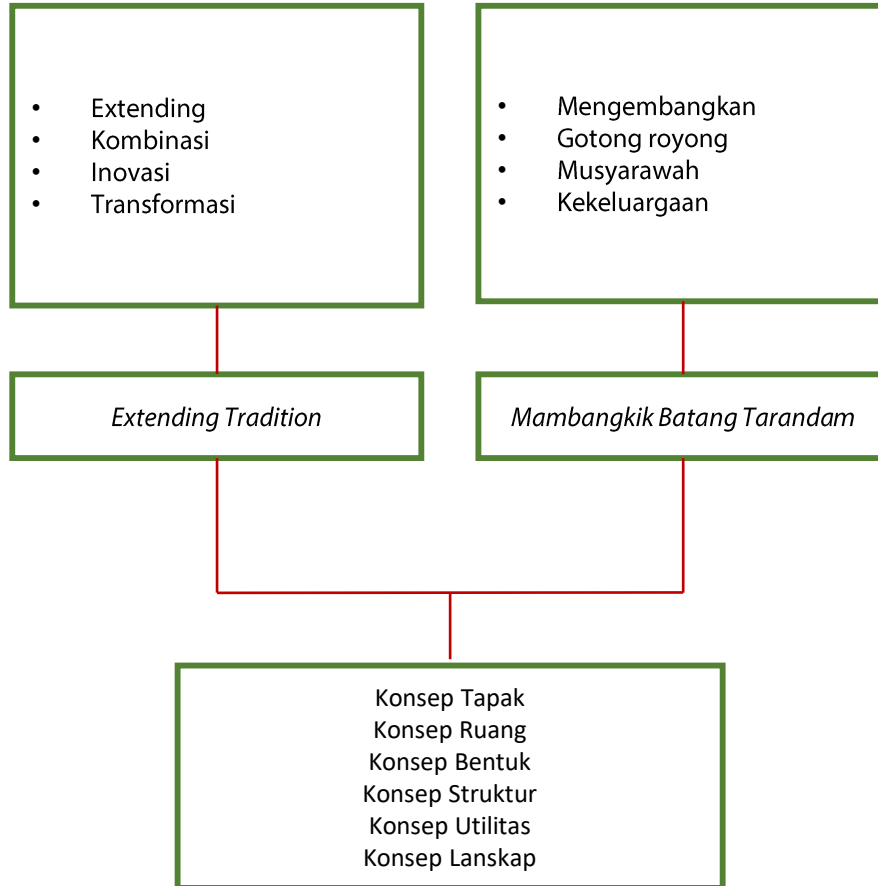 • Extending
• Kombinasi
• Inovasi
• Transformasi
• Mengembangkan
• Gotong royong
• Musyarawah
• Kekeluargaan
Extending Tradition
Mambangkik Batang Tarandam
Konsep Tapak
Konsep Ruang
Konsep Bentuk
Konsep Struktur
Konsep Utilitas
Konsep Lanskap